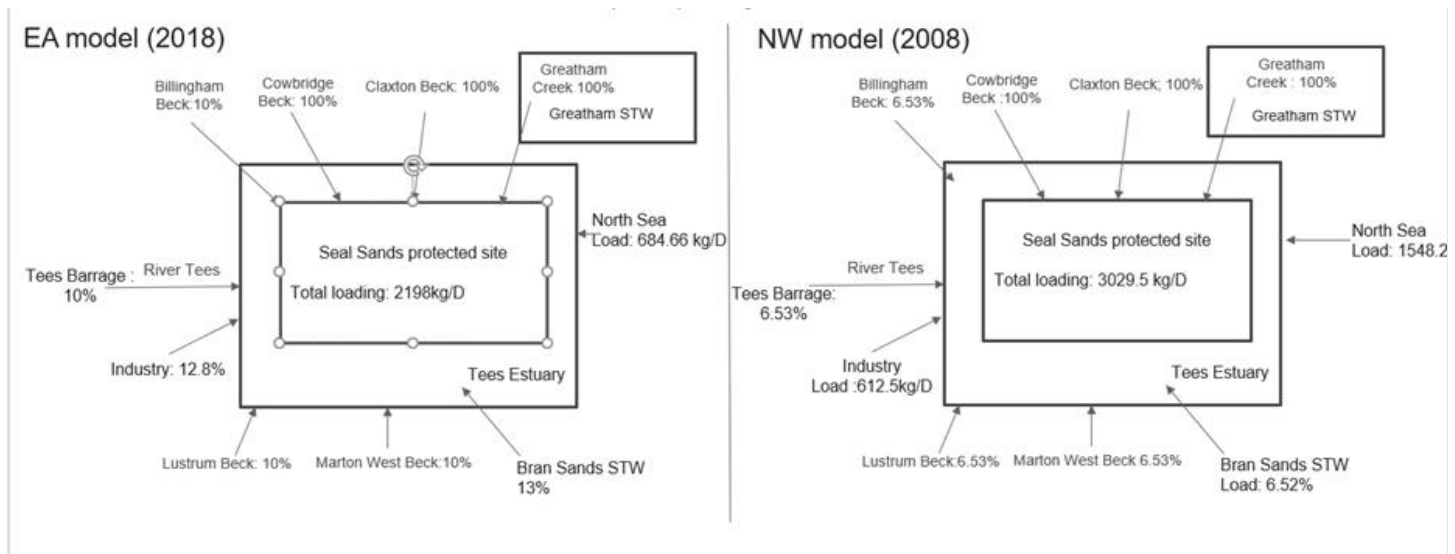 EA model (2018)
Billingham
Beck:10%
Cowbridge
Beck: 100%
Claxton Beck: 100%
Greatham
Creek 100%
Greatham STW
North Sea
Load: 684.66 kg/D
Seal Sands protected site
Total loading: 2198kg/D
Tees Barrage :
10%
River Tees
Industry: 12.8%
Tees Estuary
Lustrum Beck: 10%
Marton West Beck:10%
Bran Sands STW
13%
NW model (2008)
Billingham
Beck: 6.53%
Cowbridge
Beck :100%
Claxton Beck; 100%
Greatham
Creek : 100%
Greatham STW
North Sea
Load: 1548.2
Seal Sands protected site
Total loading: 3029.5 kg/D
River Tees
Tees Barrage:
6.53%
Industry
Load :612.5kg/D
Tees Estuary
Lustrum Beck:6.53%
Marton West Beck 6.53%
Bran Sands STW
Load: 6.52%